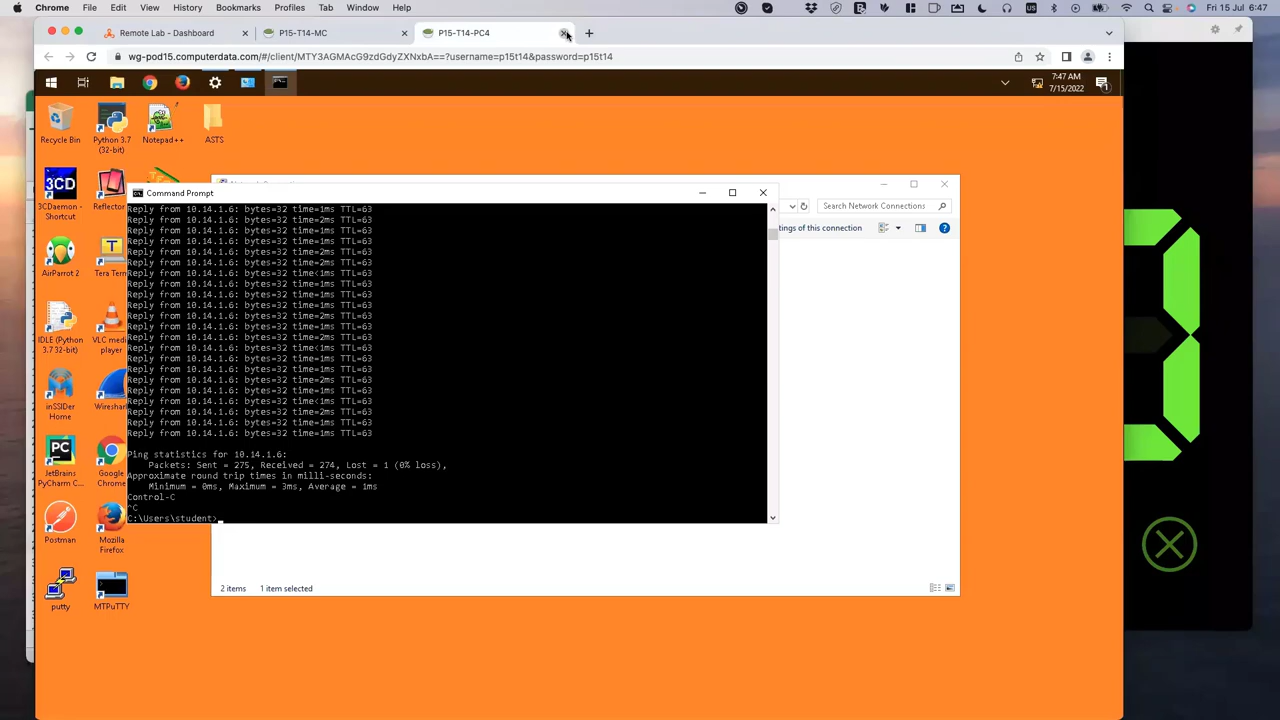 Chrome File Edit View History Bookmarks Profiles Tab Window Help Fri 15 Jul 6:47
Remote Lab - Dashboard P15-T14-MC P15-T14-PC4
wg-pod15.computerdata.com/#/client/MTY3AGMAcG9zdGdyZXNxbA==?username=p15t14&password=p15t14
7:47 AM
7/15/2022
Recycle Bin
Python 3.7
(32-bit)
Notepad++
ASTS
3CD
3CDaemon -
Shortcut
Reflector
AirParrot 2
Tera Term
IDLE (Python
3.7 32-bit)
VLC media
player
inSSIDer
Home
Wireshark
PC
JetBrains
PyCharm C...
Google
Chrome
Postman
Mozilla
Firefox
putty
MTPuTTY
Command Prompt
Search Network Connections
tings of this connection
Reply from 10.14.1.6: bytes=32 time=1ms TTL=63
Reply from 10.14.1.6: bytes=32 time=2ms TTL=63
Reply from 10.14.1.6: bytes=32 time=1ms TTL=63
Reply from 10.14.1.6: bytes=32 time=1ms TTL=63
Reply from 10.14.1.6: bytes=32 time=2ms TTL=63
Reply from 10.14.1.6: bytes=32 time=2ms TTL=63
Reply from 10.14.1.6: bytes=32 time<1ms TTL=63
Reply from 10.14.1.6: bytes=32 time=1ms TTL=63
Reply from 10.14.1.6: bytes=32 time=1ms TTL=63
Reply from 10.14.1.6: bytes=32 time=1ms TTL=63
Reply from 10.14.1.6: bytes=32 time=2ms TTL=63
Reply from 10.14.1.6: bytes=32 time=1ms TTL=63
Reply from 10.14.1.6: bytes=32 time=2ms TTL=63
Reply from 10.14.1.6: bytes=32 time<1ms TTL=63
Reply from 10.14.1.6: bytes=32 time=1ms TTL=63
Reply from 10.14.1.6: bytes=32 time=1ms TTL=63
Reply from 10.14.1.6: bytes=32 time=2ms TTL=63
Reply from 10.14.1.6: bytes=32 time=1ms TTL=63
Reply from 10.14.1.6: bytes=32 time<1ms TTL=63
Reply from 10.14.1.6: bytes=32 time=2ms TTL=63
Reply from 10.14.1.6: bytes=32 time=1ms TTL=63
Reply from 10.14.1.6: bytes=32 time=1ms TTL=63
Ping statistics for 10.14.1.6:
Packets: Sent = 275, Received = 274, Lost = 1 (0% loss),
Approximate round trip times in milli-seconds:
Minimum = 0ms, Maximum = 3ms, Average = 1ms
Control-C
^C
C:\Users\student>
2 items 1 item selected